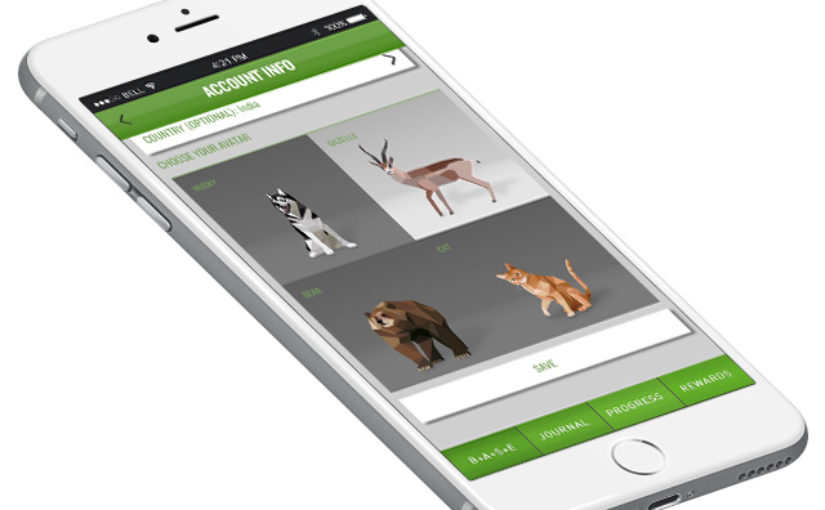 BELL 4:21 PM 100%
ACCOUNT INFO
COUNTRY (OPTIONAL): India
CHOOSE YOUR AVATAR
HUSKY
GAZELLE
BEAR
CAT
SAVE
B+A+S+E
JOURNAL
PROGRESS
REWARDS